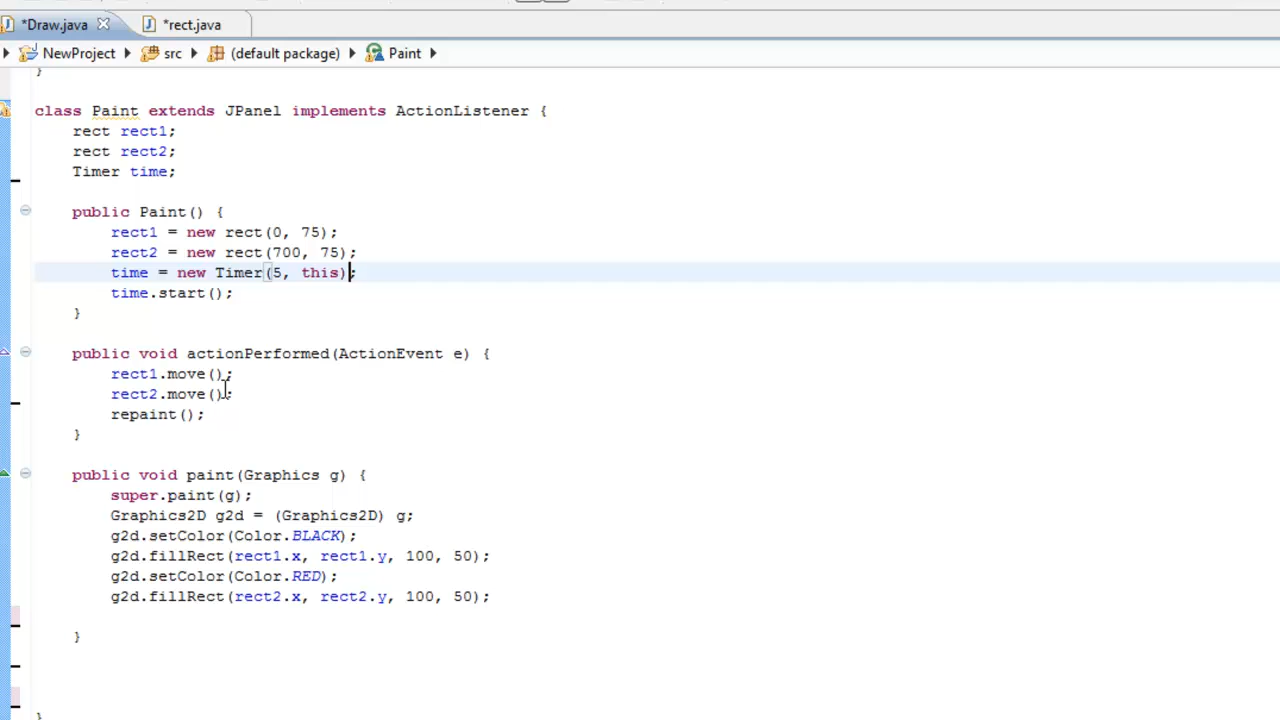 *Draw.java *rect.java
NewProject src (default package) Paint
}
class Paint extends JPanel implements ActionListener {
rect rect1;
rect rect2;
Timer time;
public Paint() {
rect1 = new rect(0, 75);
rect2 = new rect(700, 75);
time = new Timer(5, this);
time.start();
}
public void actionPerformed(ActionEvent e) {
rect1.move();
rect2.move();
repaint();
}
public void paint(Graphics g) {
super.paint(g);
Graphics2D g2d = (Graphics2D) g;
g2d.setColor(Color.BLACK);
g2d.fillRect(rect1.x, rect1.y, 100, 50);
g2d.setColor(Color.RED);
g2d.fillRect(rect2.x, rect2.y, 100, 50);
}
}